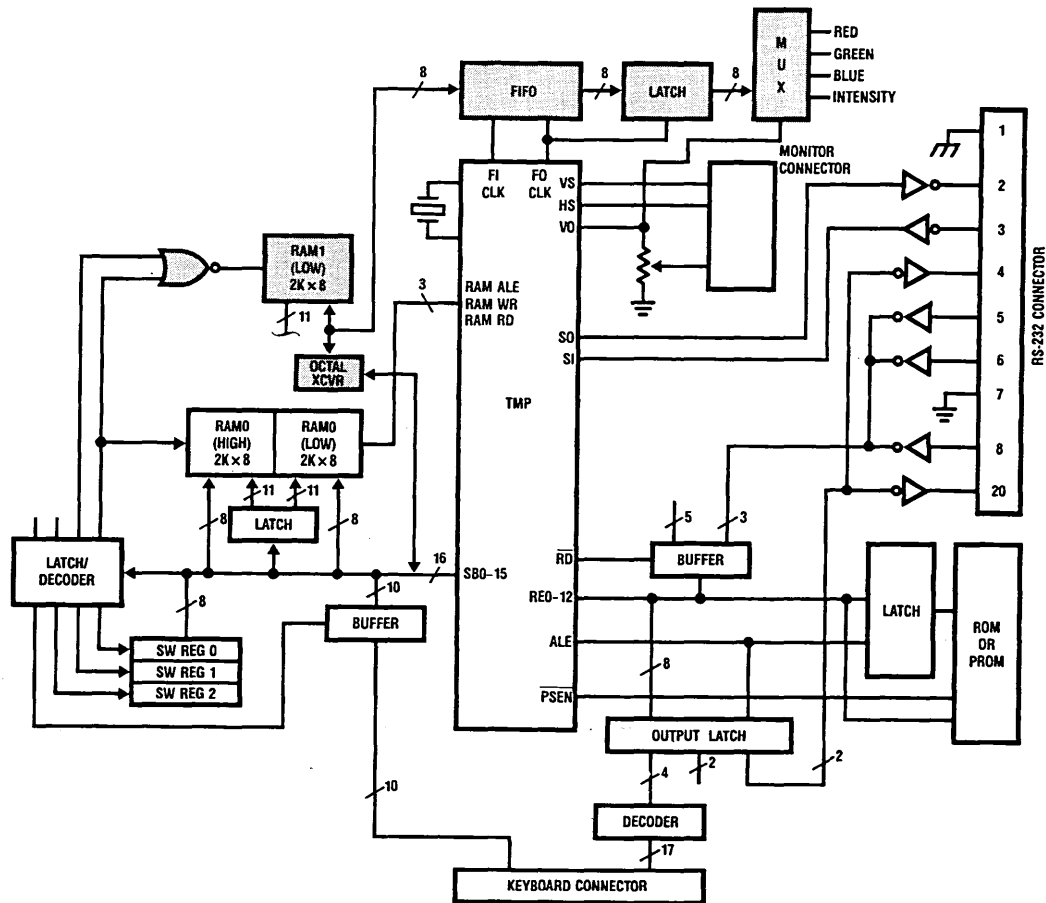 M
U
X
RED
GREEN
BLUE
INTENSITY
8
FIFO
8
LATCH
8
MONITOR
CONNECTOR
FI
CLK
FO
CLK
VS
HS
VO
RAM1
(LOW)
2K × 8
11
3
RAM ALE
RAM WR
RAM RD
OCTAL
XCVR
SO
SI
TMP
1
2
3
4
5
6
7
8
20
RS-232 CONNECTOR
RAM0
(HIGH)
2K × 8
RAM0
(LOW)
2K × 8
11
11
8
LATCH
8
LATCH/
DECODER
16
SB0-15
5
3
RD
BUFFER
LATCH
ROM
OR
PROM
8
10
BUFFER
RE0-12
ALE
SW REG 0
SW REG 1
SW REG 2
8
PSEN
OUTPUT LATCH
4
2
2
10
DECODER
17
KEYBOARD CONNECTOR